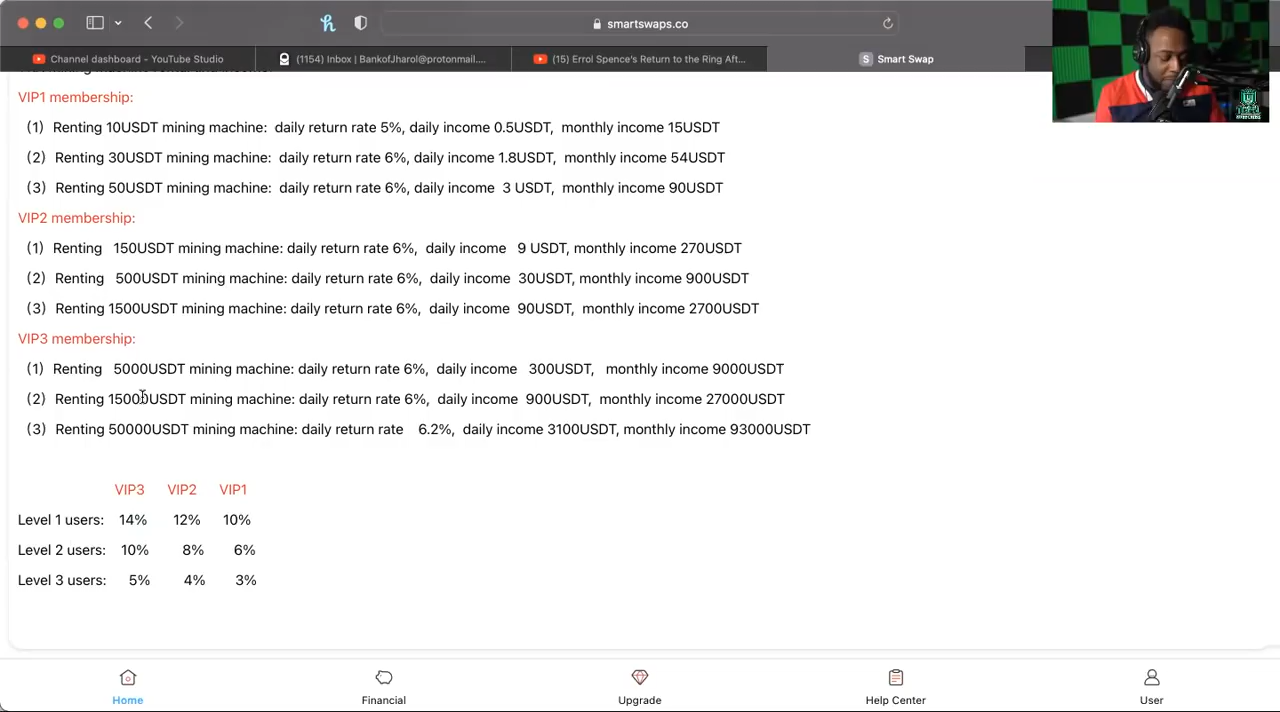 smartswaps.co
Channel dashboard - YouTube Studio
(1154) Inbox | BankofJharol@protonmail....
(15) Errol Spence's Return to the Ring Aft...
S Smart Swap
VIP1 membership:
(1) Renting 10USDT mining machine: daily return rate 5%, daily income 0.5USDT, monthly income 15USDT
(2) Renting 30USDT mining machine: daily return rate 6%, daily income 1.8USDT, monthly income 54USDT
(3) Renting 50USDT mining machine: daily return rate 6%, daily income 3 USDT, monthly income 90USDT
VIP2 membership:
(1) Renting 150USDT mining machine: daily return rate 6%, daily income 9 USDT, monthly income 270USDT
(2) Renting 500USDT mining machine: daily return rate 6%, daily income 30USDT, monthly income 900USDT
(3) Renting 1500USDT mining machine: daily return rate 6%, daily income 90USDT, monthly income 2700USDT
VIP3 membership:
(1) Renting 5000USDT mining machine: daily return rate 6%, daily income 300USDT, monthly income 9000USDT
(2) Renting 15000USDT mining machine: daily return rate 6%, daily income 900USDT, monthly income 27000USDT
(3) Renting 50000USDT mining machine: daily return rate 6.2%, daily income 3100USDT, monthly income 93000USDT
VIP3 VIP2 VIP1
Level 1 users: 14% 12% 10%
Level 2 users: 10% 8% 6%
Level 3 users: 5% 4% 3%
Home Financial Upgrade Help Center User